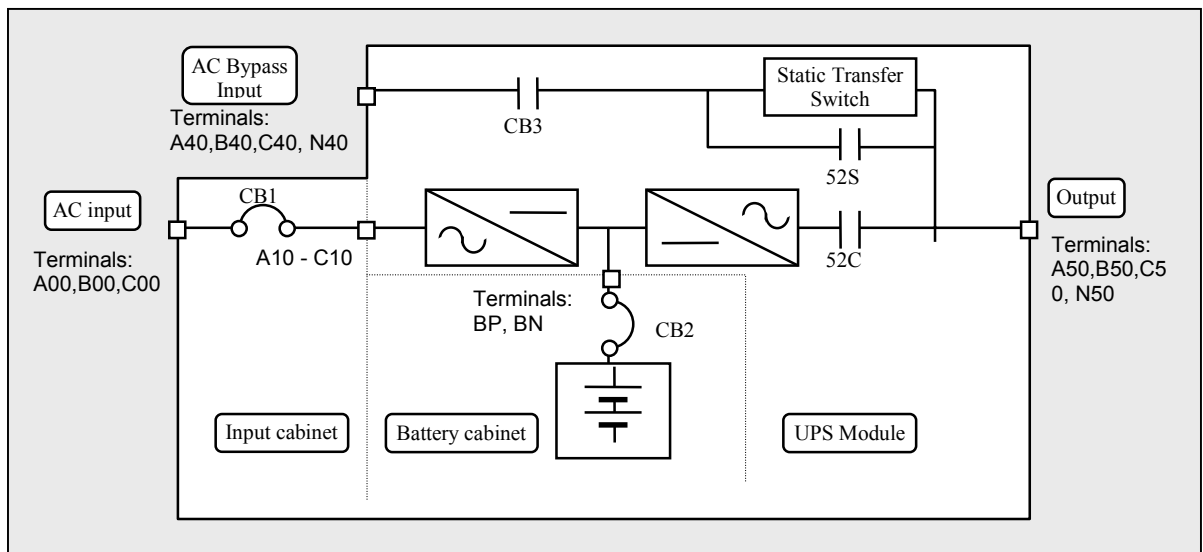 AC Bypass
Input
Terminals:
A40,B40,C40, N40
Static Transfer
Switch
CB3
52S
AC input
CB1
Output
Terminals:
A00,B00,C00
A10 - C10
52C
Terminals:
A50,B50,C5
0, N50
Terminals:
BP, BN
CB2
Input cabinet
Battery cabinet
UPS Module